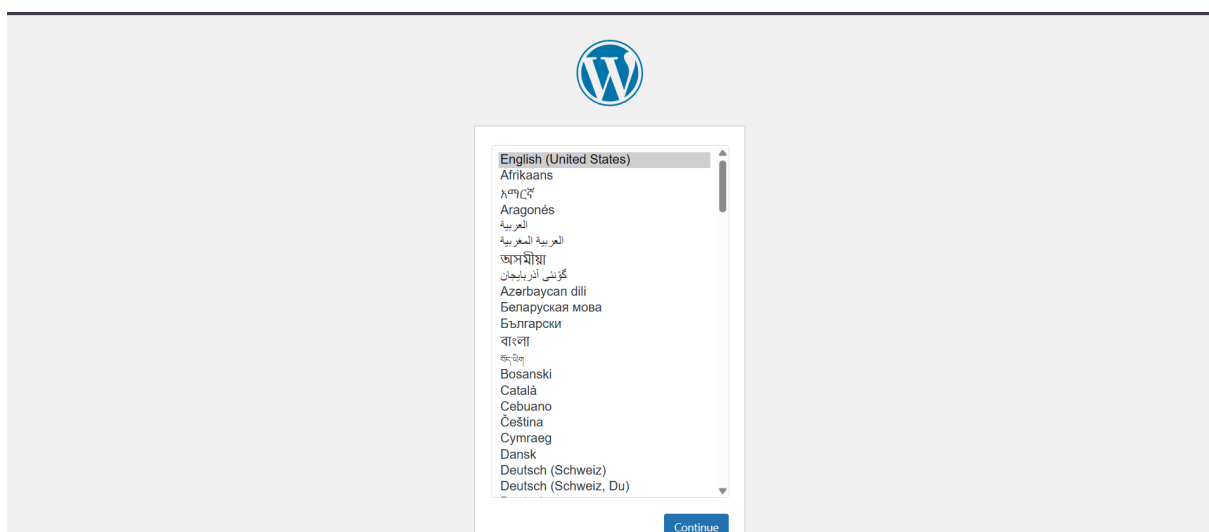 English (United States)
Afrikaans
አማርኛ
Aragonés
العربية
العربية المغربية
অসমীয়া
گؤنئی آذربایجان
Azərbaycan dili
Беларуская мова
Български
বাংলা
བོད་ཡིག
Bosanski
Català
Cebuano
Čeština
Cymraeg
Dansk
Deutsch (Schweiz)
Deutsch (Schweiz, Du)
Continue